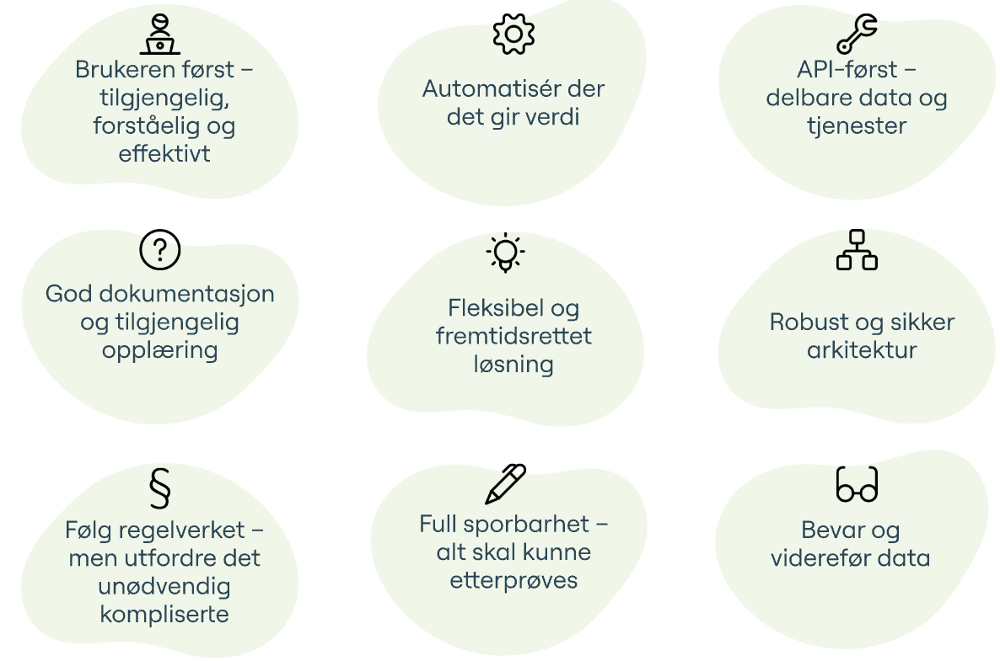 Brukeren først –
tilgjengelig,
forståelig og
effektivt
Automatisér der
det gir verdi
API-først –
delbare data og
tjenester
God dokumentasjon
og tilgjengelig
opplæring
Fleksibel og
fremtidsrettet
løsning
Robust og sikker
arkitektur
§
Følg regelverket –
men utfordre det
unødvendig
kompliserte
Full sporbarhet –
alt skal kunne
etterprøves
Bevar og
viderefør data